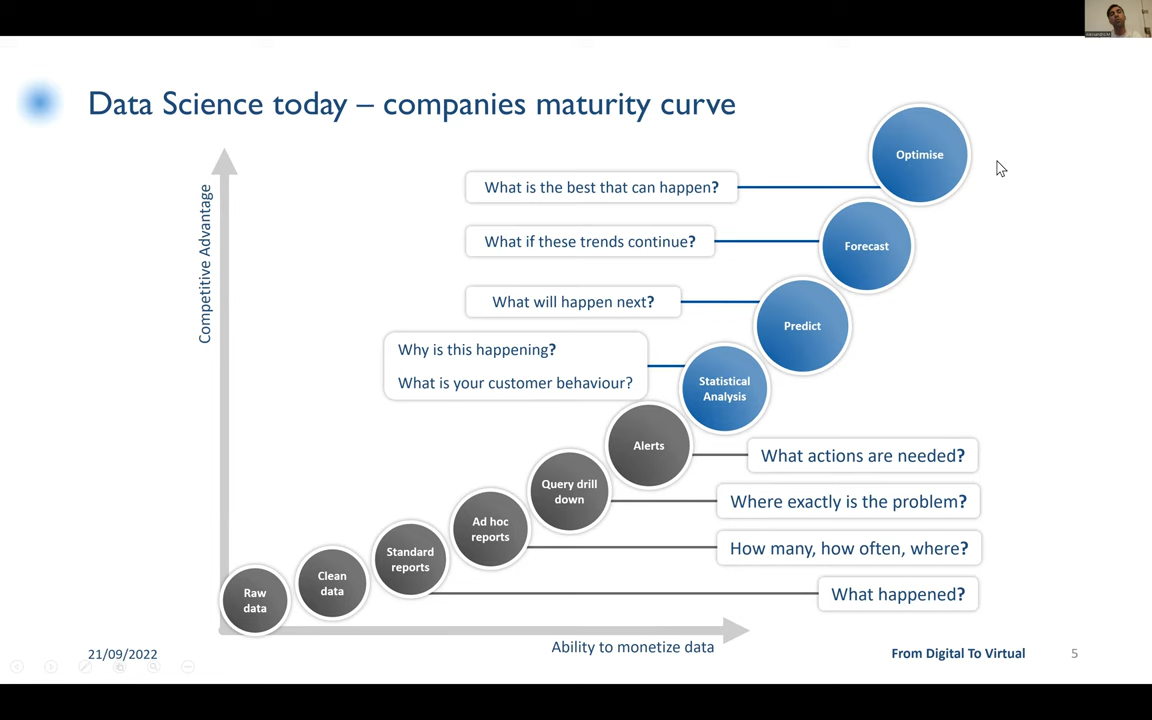 Data Science today – companies maturity curve
Competitive Advantage
Optimise
What is the best that can happen?
What if these trends continue?
Forecast
What will happen next?
Predict
Why is this happening?
What is your customer behaviour?
Statistical
Analysis
Alerts
What actions are needed?
Query drill
down
Where exactly is the problem?
Ad hoc
reports
How many, how often, where?
Standard
reports
What happened?
Clean
data
Raw
data
Ability to monetize data
21/09/2022
From Digital To Virtual
5